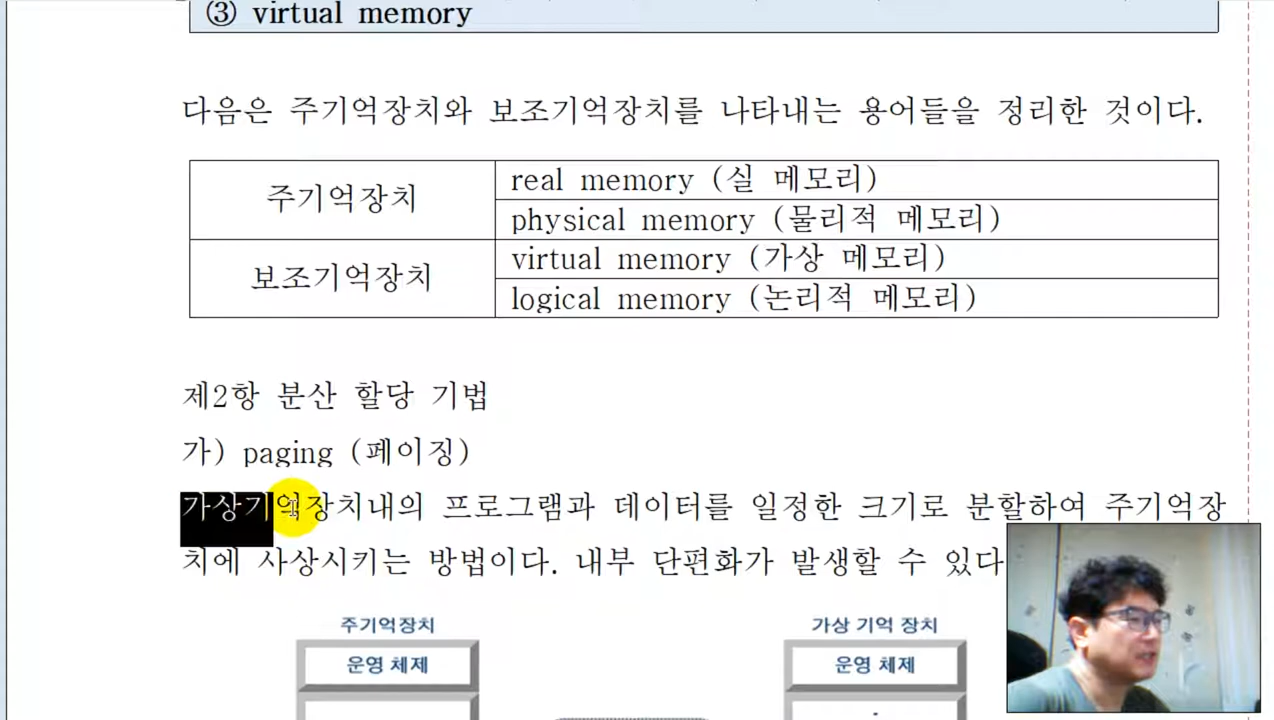 ③ virtual memory
다음은 주기억장치와 보조기억장치를 나타내는 용어들을 정리한 것이다.
주기억장치
real memory (실 메모리)
physical memory (물리적 메모리)
보조기억장치
virtual memory (가상 메모리)
logical memory (논리적 메모리)
제2항 분산 할당 기법
가) paging (페이징)
가상기억장치내의 프로그램과 데이터를 일정한 크기로 분할하여 주기억장
치에 사상시키는 방법이다. 내부 단편화가 발생할 수 있다
주기억장치
가상 기억 장치
운영 체제
운영 체제